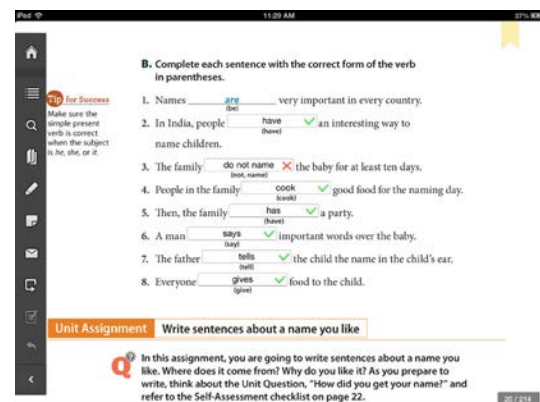 iPod
11:29 AM
37%
B. Complete each sentence with the correct form of the verb
in parentheses.
Tip for Success
Make sure the
simple present
verb is correct
when the subject
is he, she, or it.
1. Names are very important in every country.
(be)
2. In India, people have an interesting way to
(have)
name children.
3. The family do not name the baby for at least ten days.
(not, name)
4. People in the family cook good food for the naming day.
(cook)
5. Then, the family has a party.
(have)
6. A man says important words over the baby.
(say)
7. The father tells the child the name in the child's ear.
(tell)
8. Everyone gives food to the child.
(give)
Unit Assignment Write sentences about a name you like
Q ? In this assignment, you are going to write sentences about a name you
like. Where does it come from? Why do you like it? As you prepare to
write, think about the Unit Question, "How did you get your name?" and
refer to the Self-Assessment checklist on page 22.
20 / 214